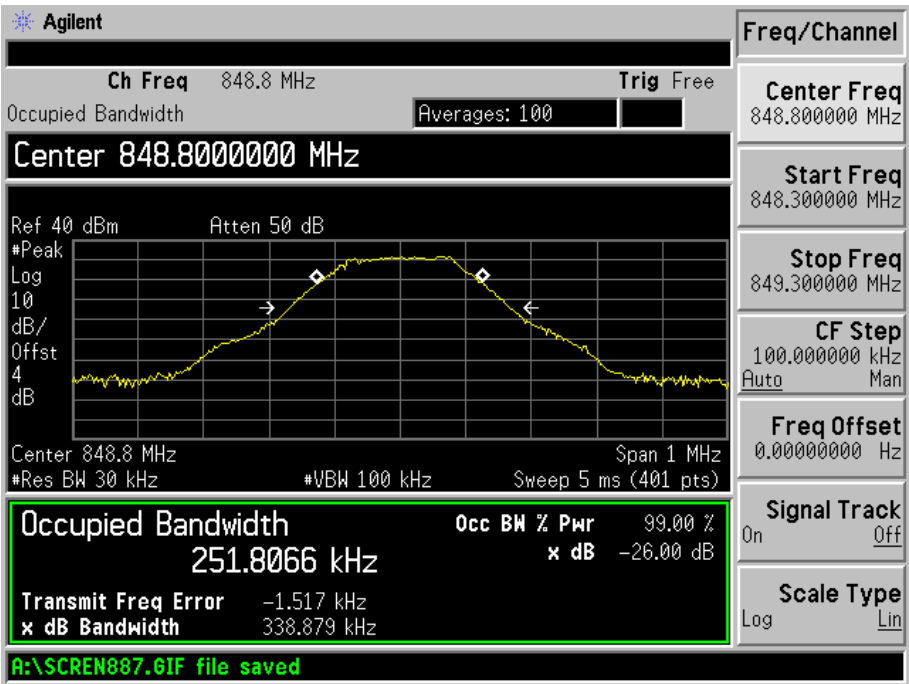 Agilent
Ch Freq 848.8 MHz Trig Free
Occupied Bandwidth Averages: 100
Center 848.8000000 MHz
Ref 40 dBm Atten 50 dB
#Peak
Log
10
dB/
Offst
4
dB
Center 848.8 MHz Span 1 MHz
#Res BW 30 kHz #VBW 100 kHz Sweep 5 ms (401 pts)
Occupied Bandwidth Occ BW % Pwr 99.00 %
251.8066 kHz x dB -26.00 dB
Transmit Freq Error -1.517 kHz
x dB Bandwidth 338.879 kHz
A:\SCREN887.GIF file saved
Freq/Channel
Center Freq
848.800000 MHz
Start Freq
848.300000 MHz
Stop Freq
849.300000 MHz
CF Step
100.000000 kHz
Auto Man
Freq Offset
0.00000000 Hz
Signal Track
On Off
Scale Type
Log Lin